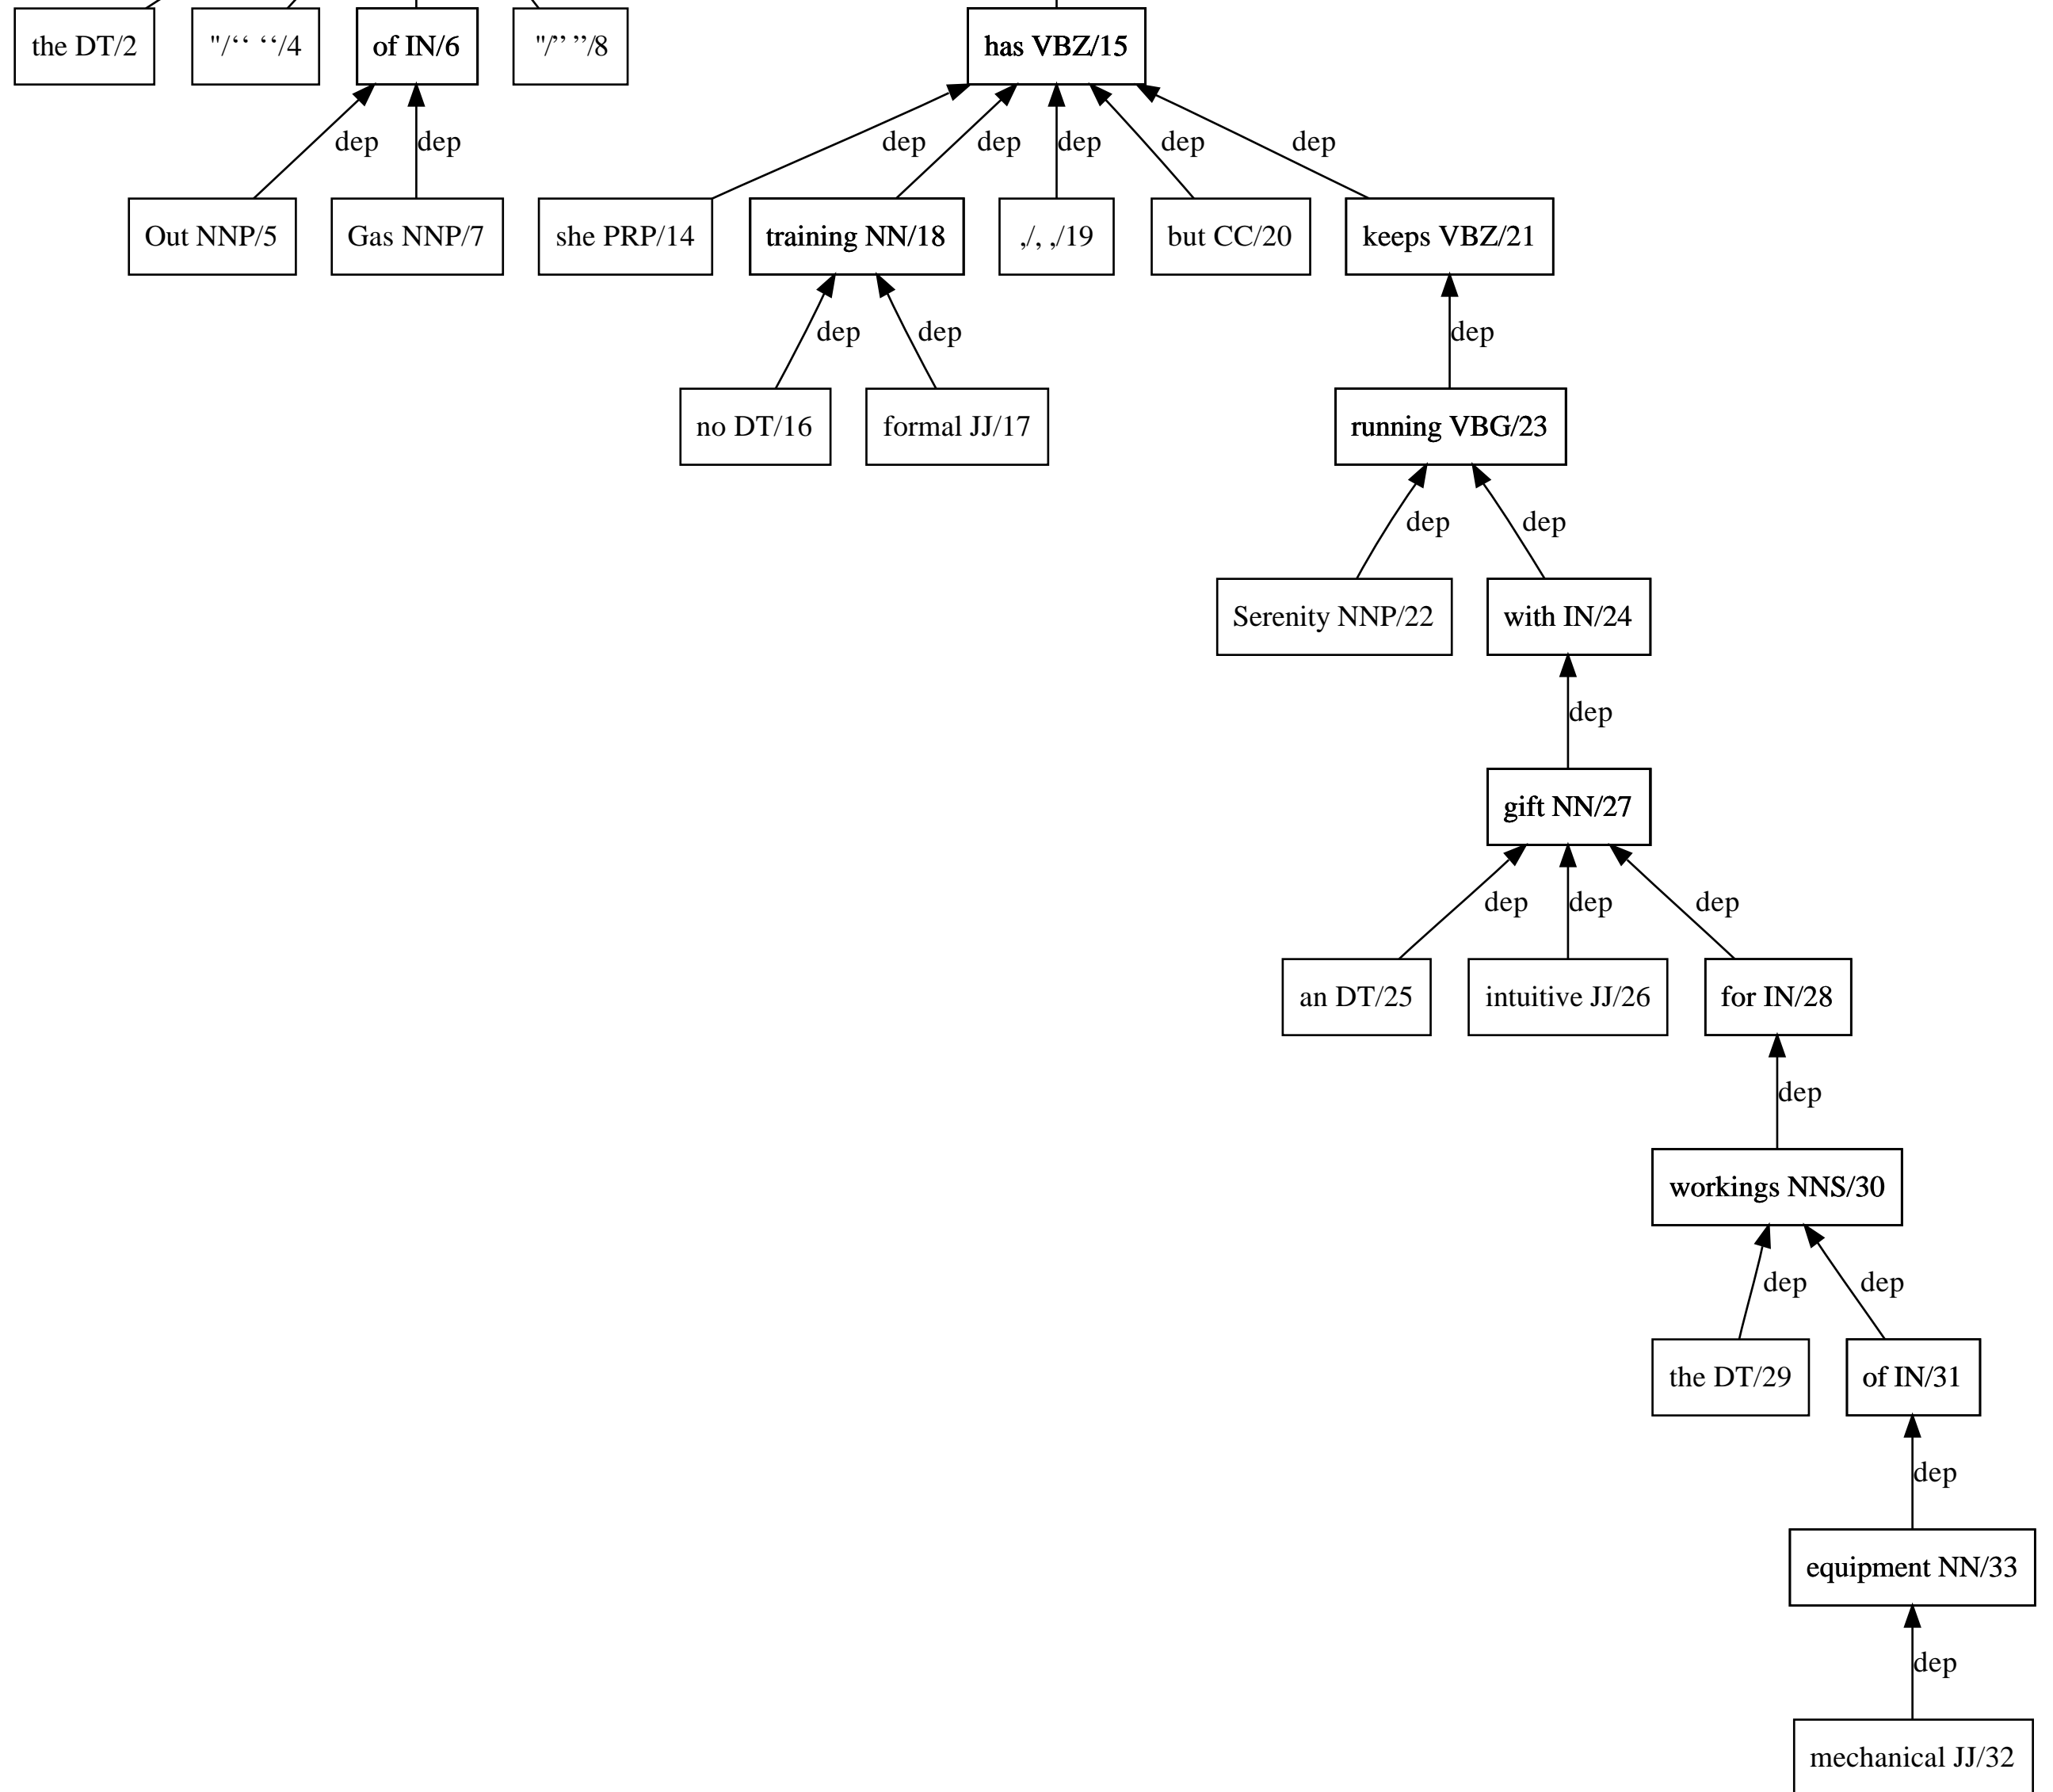 the DT/2
"/‘‘ ‘‘/4
of IN/6
"/’’ ’’/8
has VBZ/15
dep
dep
dep
dep
dep
dep
dep
Out NNP/5
Gas NNP/7
she PRP/14
training NN/18
,/, ,/19
but CC/20
keeps VBZ/21
dep
dep
dep
no DT/16
formal JJ/17
running VBG/23
dep
dep
Serenity NNP/22
with IN/24
dep
gift NN/27
dep
dep
dep
an DT/25
intuitive JJ/26
for IN/28
dep
workings NNS/30
dep
dep
the DT/29
of IN/31
dep
equipment NN/33
dep
mechanical JJ/32